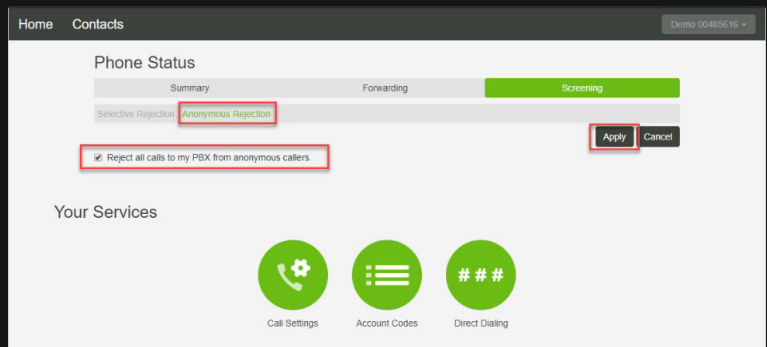 Home Contacts Demo 00485616
Phone Status
Summary Forwarding Screening
Selective Rejection Anonymous Rejection
Apply Cancel
Reject all calls to my PBX from anonymous callers.
Your Services
# # #
Call Settings Account Codes Direct Dialing